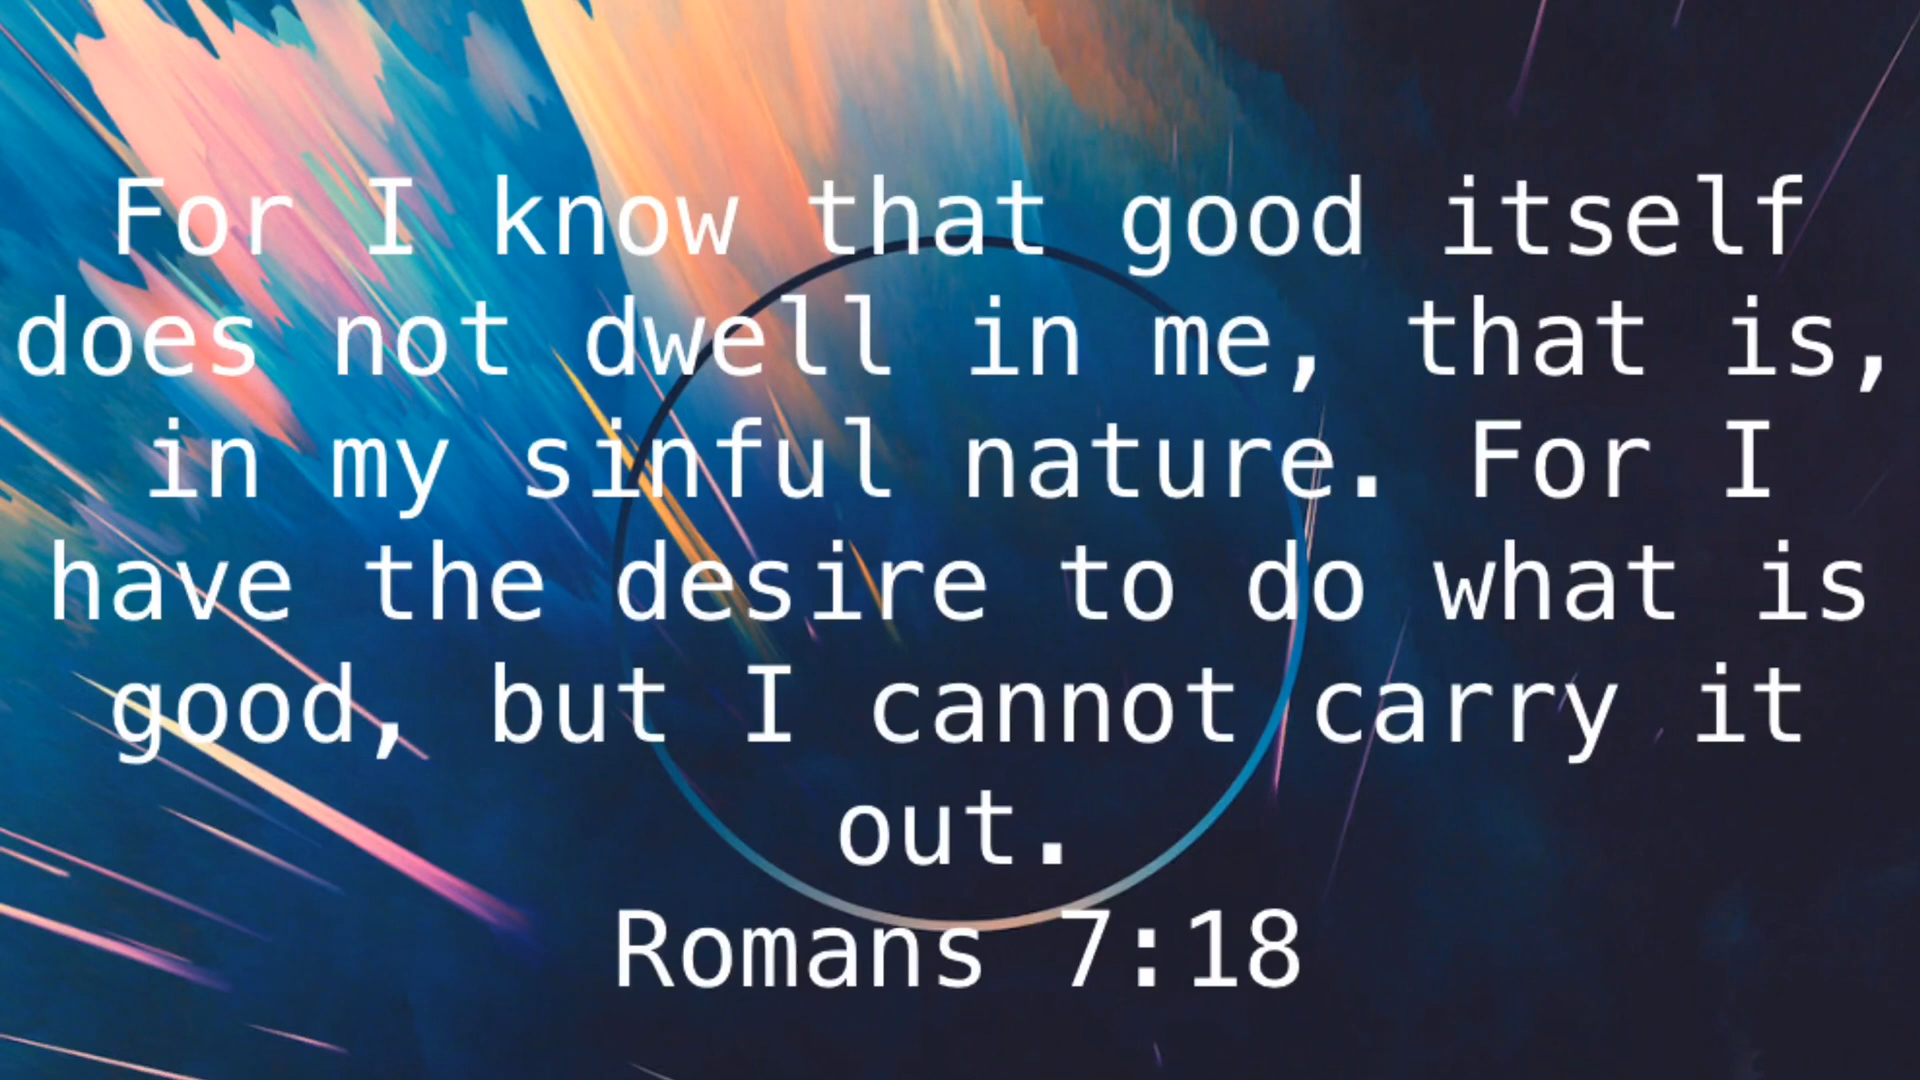 For I know that good itself
does not dwell in me, that is,
in my sinful nature. For I
have the desire to do what is
good, but I cannot carry it
out.
Romans 7:18